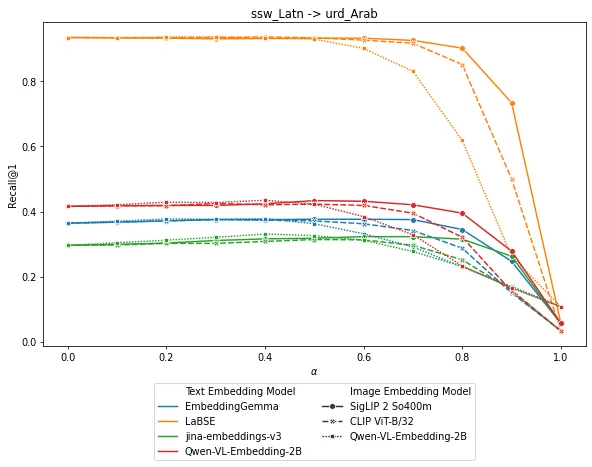 ssw_Latn -> urd_Arab
Recall@1
0.8
0.6
0.4
0.2
0.0
0.0 0.2 0.4 0.6 0.8 1.0
α
Text Embedding Model Image Embedding Model
EmbeddingGemma SigLIP 2 So400m
LaBSE CLIP ViT-B/32
jina-embeddings-v3 Qwen-VL-Embedding-2B
Qwen-VL-Embedding-2B